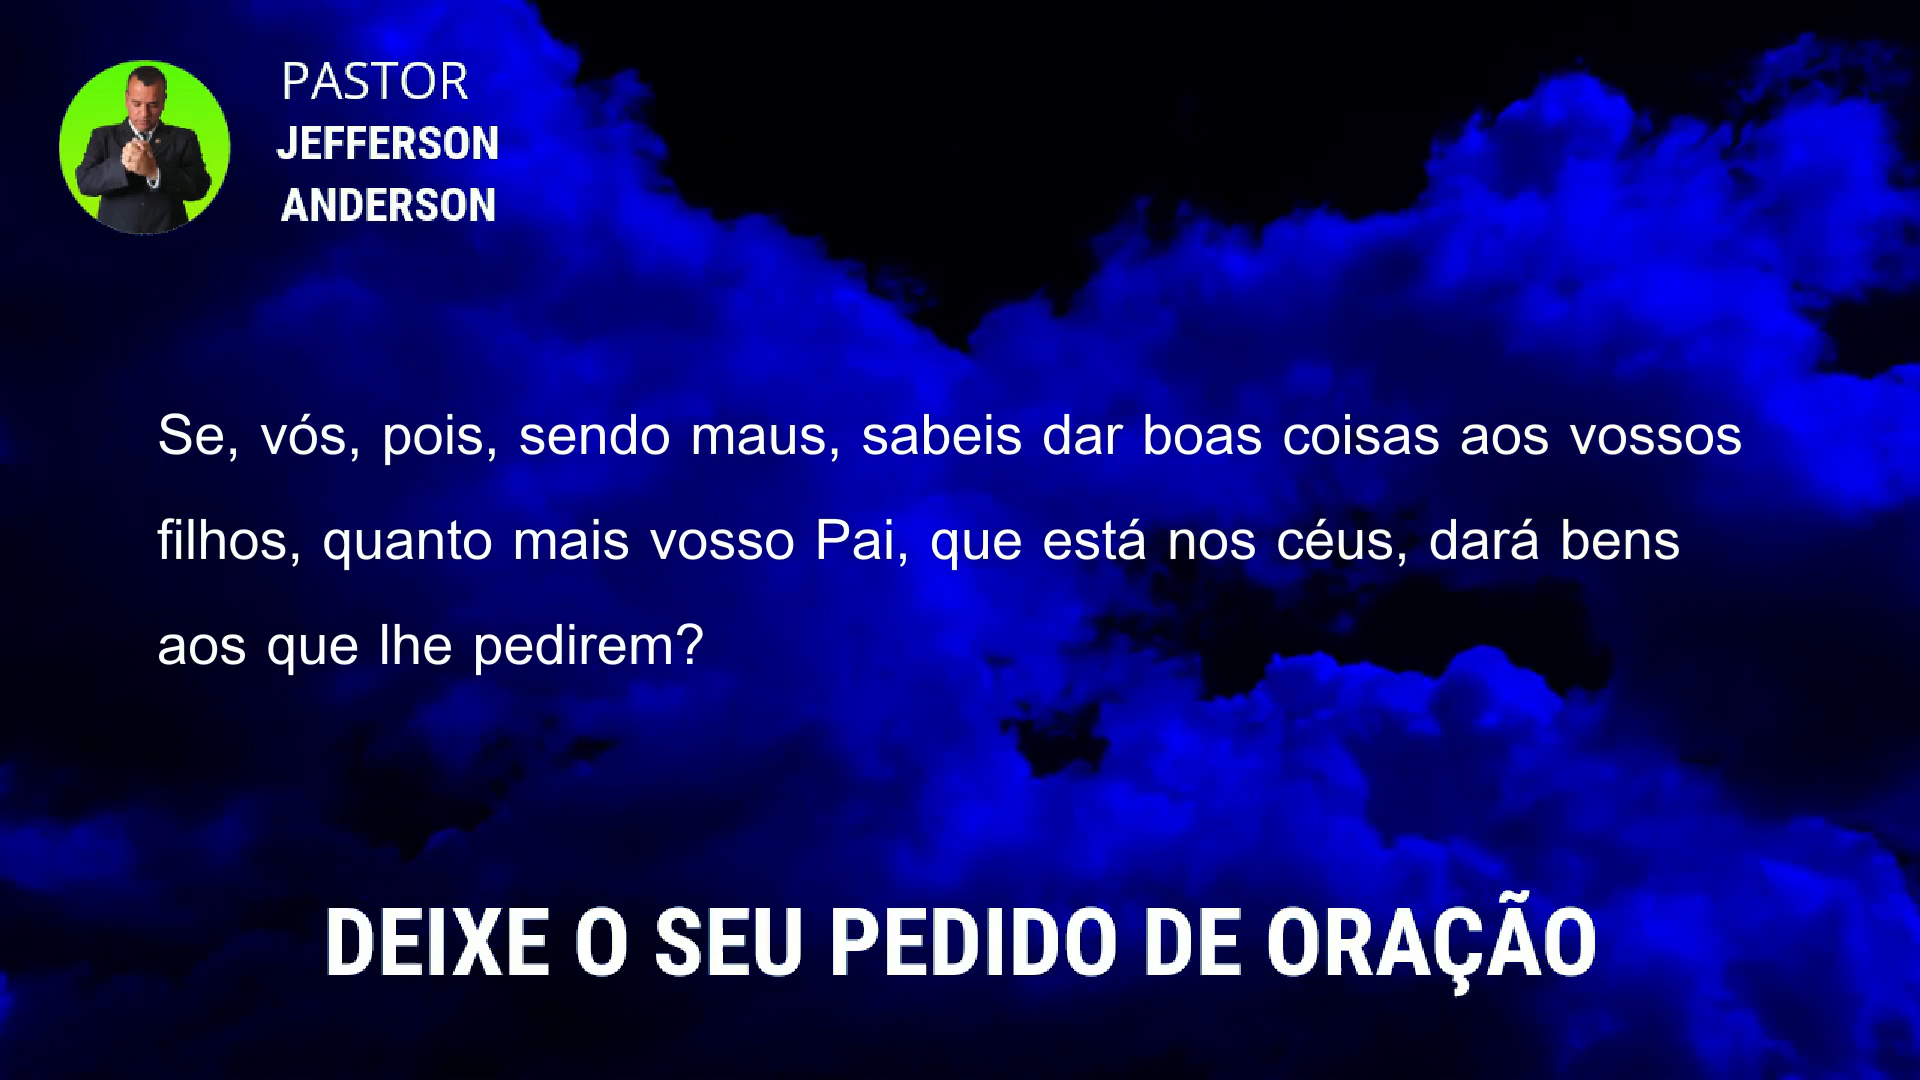 PASTOR
JEFFERSON
ANDERSON
Se, vós, pois, sendo maus, sabeis dar boas coisas aos vossos
filhos, quanto mais vosso Pai, que está nos céus, dará bens
aos que lhe pedirem?
DEIXE O SEU PEDIDO DE ORAÇÃO